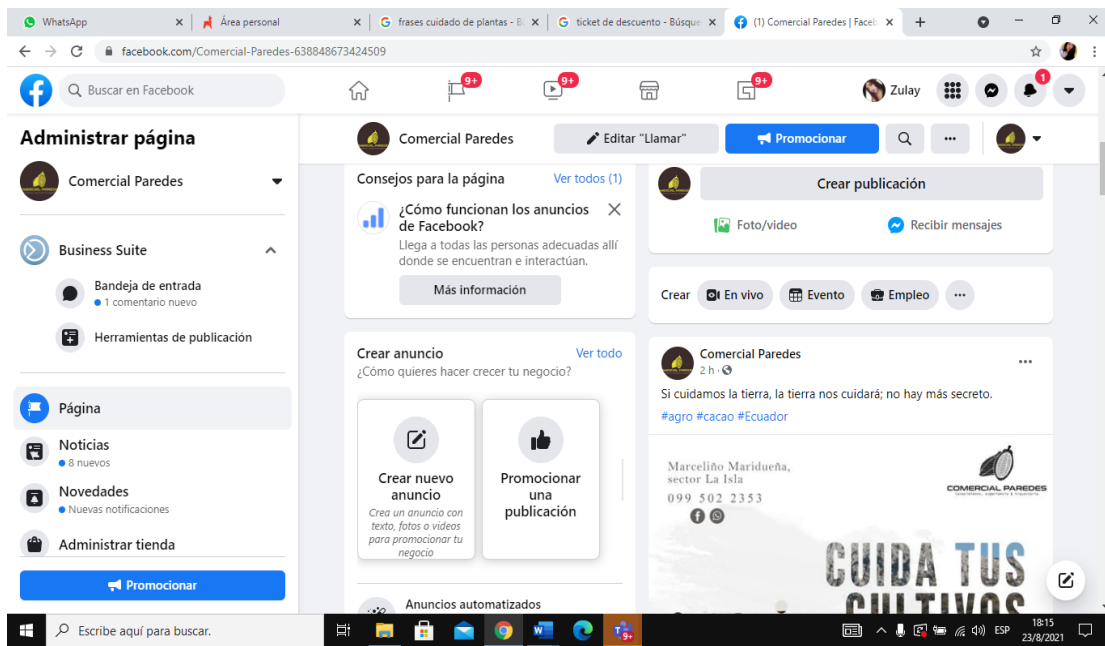 WhatsApp
Área personal
frases cuidado de plantas - B
ticket de descuento - Búsque
(1) Comercial Paredes | Faceb
facebook.com/Comercial-Paredes-638848673424509
Buscar en Facebook
9+
9+
9+
Zulay
1
Administrar página
Comercial Paredes
Business Suite
Bandeja de entrada
1 comentario nuevo
Herramientas de publicación
Página
Noticias
8 nuevos
Novedades
Nuevas notificaciones
Administrar tienda
Promocionar
Comercial Paredes
Editar "Llamar"
Promocionar
Consejos para la página
Ver todos (1)
¿Cómo funcionan los anuncios
de Facebook?
Llega a todas las personas adecuadas allí
donde se encuentran e interactúan.
Más información
Crear anuncio
Ver todo
¿Cómo quieres hacer crecer tu negocio?
Crear nuevo
anuncio
Crea un anuncio con
texto, fotos o videos
para promocionar tu
negocio
Promocionar
una
publicación
Anuncios automatizados
Crear publicación
Foto/video
Recibir mensajes
Crear
En vivo
Evento
Empleo
Comercial Paredes
2 h
Si cuidamos la tierra, la tierra nos cuidará; no hay más secreto.
#agro #cacao #Ecuador
Marceliño Maridueña,
sector La Isla
099 502 2353
COMERCIAL PAREDES
CUIDA TUS
CULTIVOS
Escribe aquí para buscar.
9+
ESP
18:15
23/8/2021